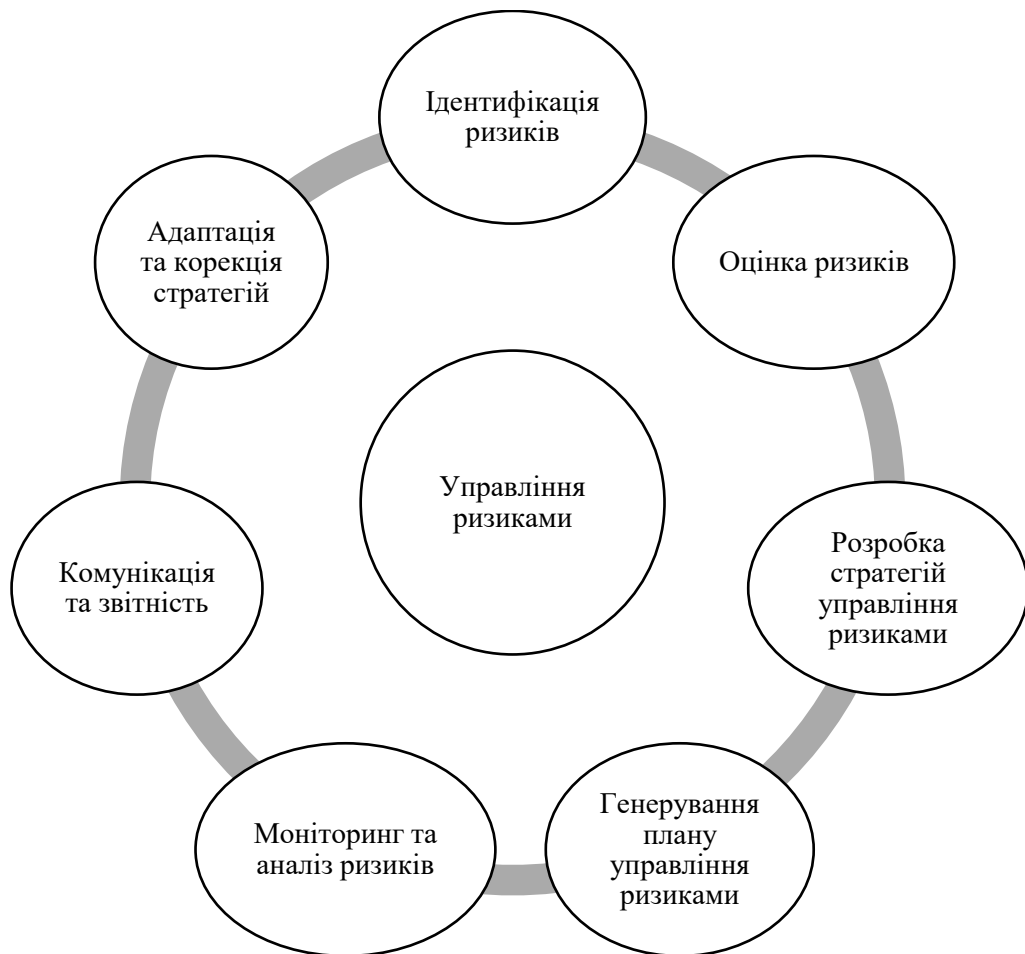 Ідентифікація
ризиків
Оцінка ризиків
Розробка
стратегій
управління
ризиками
Генерування
плану
управління
ризиками
Моніторинг та
аналіз ризиків
Комунікація
та звітність
Адаптація
та корекція
стратегій
Управління
ризиками